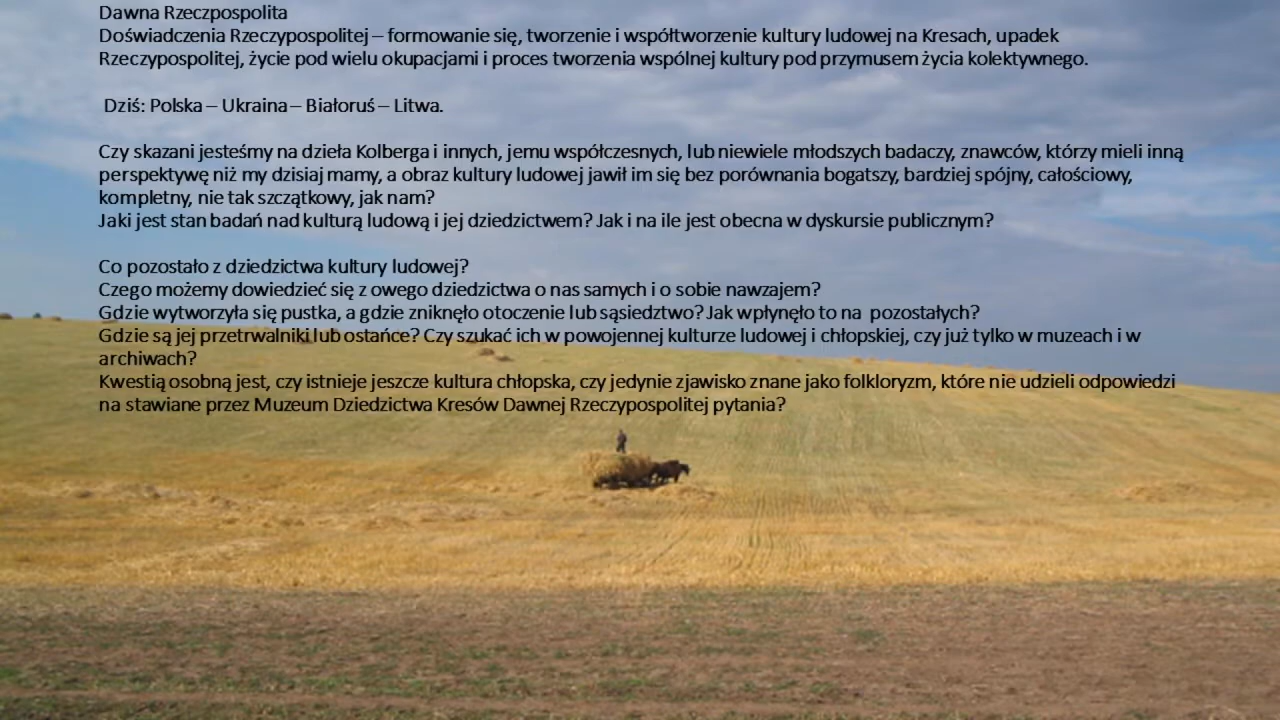 Dawna Rzeczpospolita
Doświadczenia Rzeczypospolitej – formowanie się, tworzenie i współtworzenie kultury ludowej na Kresach, upadek
Rzeczypospolitej, życie pod wielu okupacjami i proces tworzenia wspólnej kultury pod przymusem życia kolektywnego.
Dziś: Polska – Ukraina – Białoruś – Litwa.
Czy skazani jesteśmy na dzieła Kolberga i innych, jemu współczesnych, lub niewiele młodszych badaczy, znawców, którzy mieli inną
perspektywę niż my dzisiaj mamy, a obraz kultury ludowej jawił im się bez porównania bogatszy, bardziej spójny, całościowy,
kompletny, nie tak szczątkowy, jak nam?
Jaki jest stan badań nad kulturą ludową i jej dziedzictwem? Jak i na ile jest obecna w dyskursie publicznym?
Co pozostało z dziedzictwa kultury ludowej?
Czego możemy dowiedzieć się z owego dziedzictwa o nas samych i o sobie nawzajem?
Gdzie wytworzyła się pustka, a gdzie zniknęło otoczenie lub sąsiedztwo? Jak wpłynęło to na pozostałych?
Gdzie są jej przetrwalniki lub ostańce? Czy szukać ich w powojennej kulturze ludowej i chłopskiej, czy już tylko w muzeach i w
archiwach?
Kwestią osobną jest, czy istnieje jeszcze kultura chłopska, czy jedynie zjawisko znane jako folkloryzm, które nie udzieli odpowiedzi
na stawiane przez Muzeum Dziedzictwa Kresów Dawnej Rzeczypospolitej pytania?